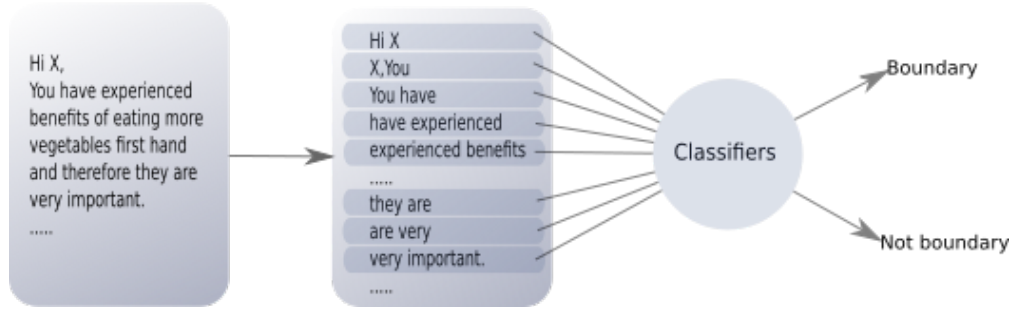 Hi X,
You have experienced
benefits of eating more
vegetables first hand
and therefore they are
very important.
.....
Hi X
X,You
You have
have experienced
experienced benefits
.....
they are
are very
very important.
.....
Classifiers
Boundary
Not boundary